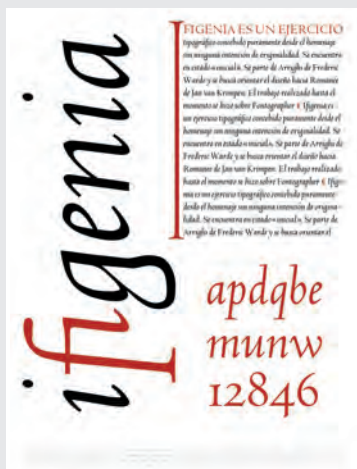 ifigenia
IFIGENIA ES UN EJERCICIO
tipográfico concebido puramente desde el homenaje
sin ninguna intención de originalidad. Se encuentra
en estado «uncial». Se parte de Arrighi de Frederic
Warde y se busca orientar el diseño hacia Romanée
de Jan van Krimpen. El trabajo realizado hasta el
momento se hizo sobre Fontographer € Ifigenia es
un ejercicio tipográfico concebido puramente desde el
homenaje sin ninguna intención de originalidad. Se
encuentra en estado «uncial». Se parte de Arrighi de
Frederic Warde y se busca orientar el diseño hacia
Romanée de Jan van Krimpen. El trabajo realizado
hasta el momento se hizo sobre Fontographer € Ifige-
nia es un ejercicio tipográfico concebido puramente
desde el homenaje sin ninguna intención de origina-
lidad. Se encuentra en estado «uncial». Se parte de
Arrighi de Frederic Warde y se busca orientar el
apdqbe
munw
12846